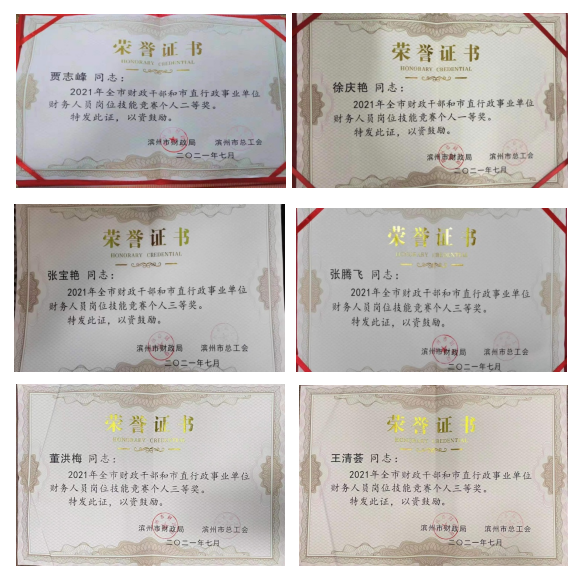 荣誉证书
HONORARY CREDENTIAL
贾志峰 同志：
2021年全市财政干部和市直行政事业单位
财务人员岗位技能竞赛个人二等奖。
特发此证，以资鼓励。
滨州市财政局 滨州市总工会
二〇二一年七月
荣誉证书
HONORARY CREDENTIAL
徐庆艳 同志：
2021年全市财政干部和市直行政事业单位
财务人员岗位技能竞赛个人一等奖。
特发此证，以资鼓励。
滨州市财政局 滨州市总工会
二〇二一年七月
荣誉证书
HONORARY CREDENTIAL
张宝艳 同志：
2021年全市财政干部和市直行政事业单位
财务人员岗位技能竞赛个人三等奖。
特发此证，以资鼓励。
滨州市财政局 滨州市总工会
二〇二一年七月
荣誉证书
HONORARY CREDENTIAL
张腾飞 同志：
2021年全市财政干部和市直行政事业单位
财务人员岗位技能竞赛个人三等奖。
特发此证，以资鼓励。
滨州市财政局 滨州市总工会
二〇二一年七月
荣誉证书
HONORARY CREDENTIAL
董洪梅 同志：
2021年全市财政干部和市直行政事业单位
财务人员岗位技能竞赛个人三等奖。
特发此证，以资鼓励。
滨州市财政局 滨州市总工会
二〇二一年七月
荣誉证书
HONORARY CREDENTIAL
王清荟 同志：
2021年全市财政干部和市直行政事业单位
财务人员岗位技能竞赛个人三等奖。
特发此证，以资鼓励。
滨州市财政局 滨州市总工会
二〇二一年七月